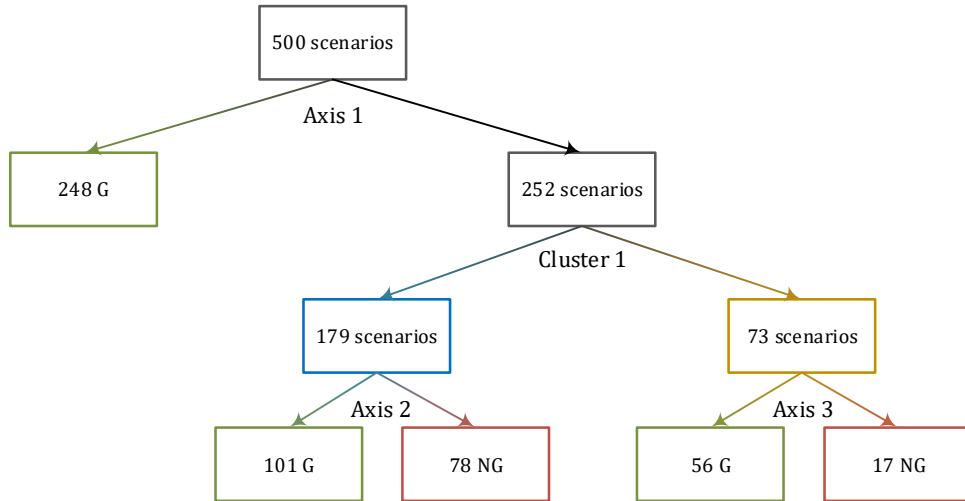 500 scenarios
Axis 1
248 G
252 scenarios
Cluster 1
179 scenarios
73 scenarios
Axis 2
Axis 3
101 G
78 NG
56 G
17 NG